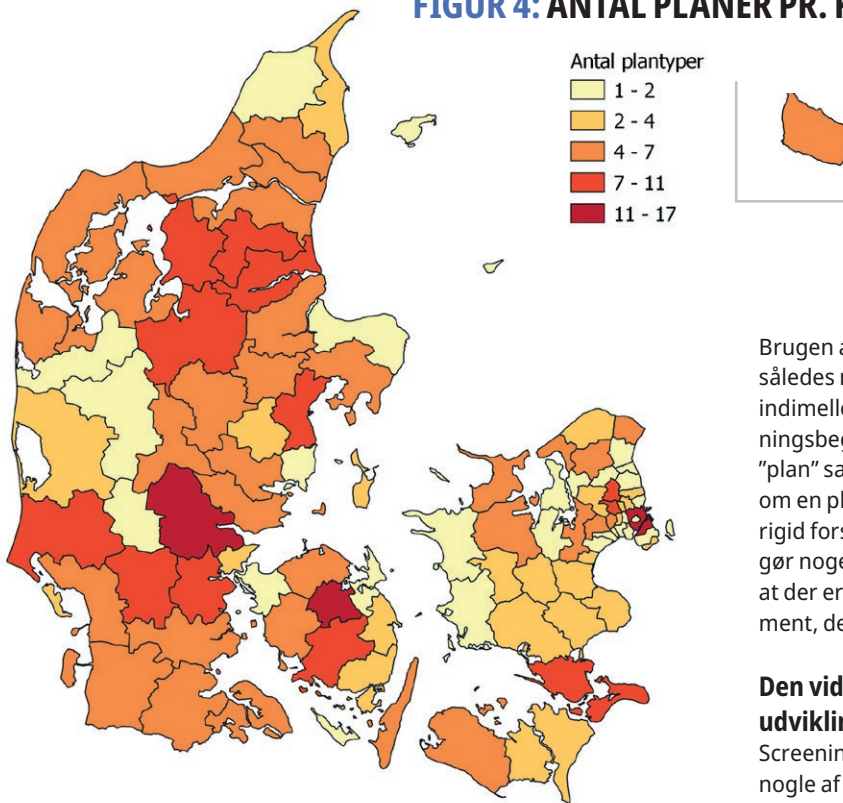 FIGUR 4: ANTAL PLANER PR.
Antal plantyper
1 - 2
2 - 4
4 - 7
7 - 11
11 - 17
Brugen
således
indimelle
ningsbeg
"plan" sa
om en pl
rigid fors
gør noge
at der er
ment, de
Den vid
udviklin
Screenin
nogle af